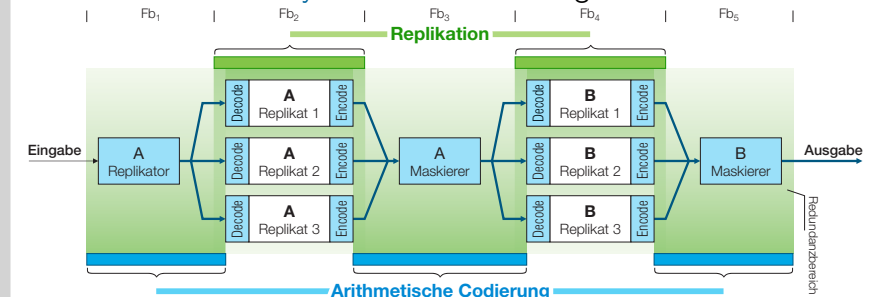 Fb1 Fb2 Fb3 Fb4 Fb5
Replikation
Decode A Replikat 1 Encode
Decode B Replikat 1 Encode
Eingabe
A Replikator
Decode A Replikat 2 Encode
A Maskierer
Decode B Replikat 2 Encode
B Maskierer
Ausgabe
Decode A Replikat 3 Encode
Decode B Replikat 3 Encode
Redundanzbereich
Arithmetische Codierung